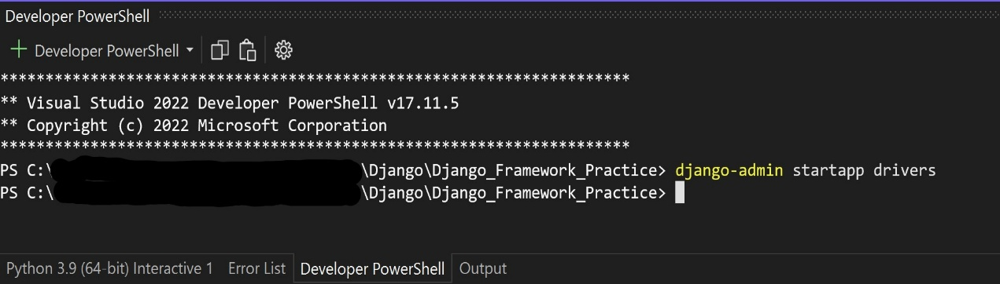 Developer PowerShell
Developer PowerShell
**********************************************************************
** Visual Studio 2022 Developer PowerShell v17.11.5
** Copyright (c) 2022 Microsoft Corporation
**********************************************************************
PS C:\ \Django\Django_Framework_Practice> django-admin startapp drivers
PS C:\ \Django\Django_Framework_Practice>
Python 3.9 (64-bit) Interactive 1 Error List Developer PowerShell Output